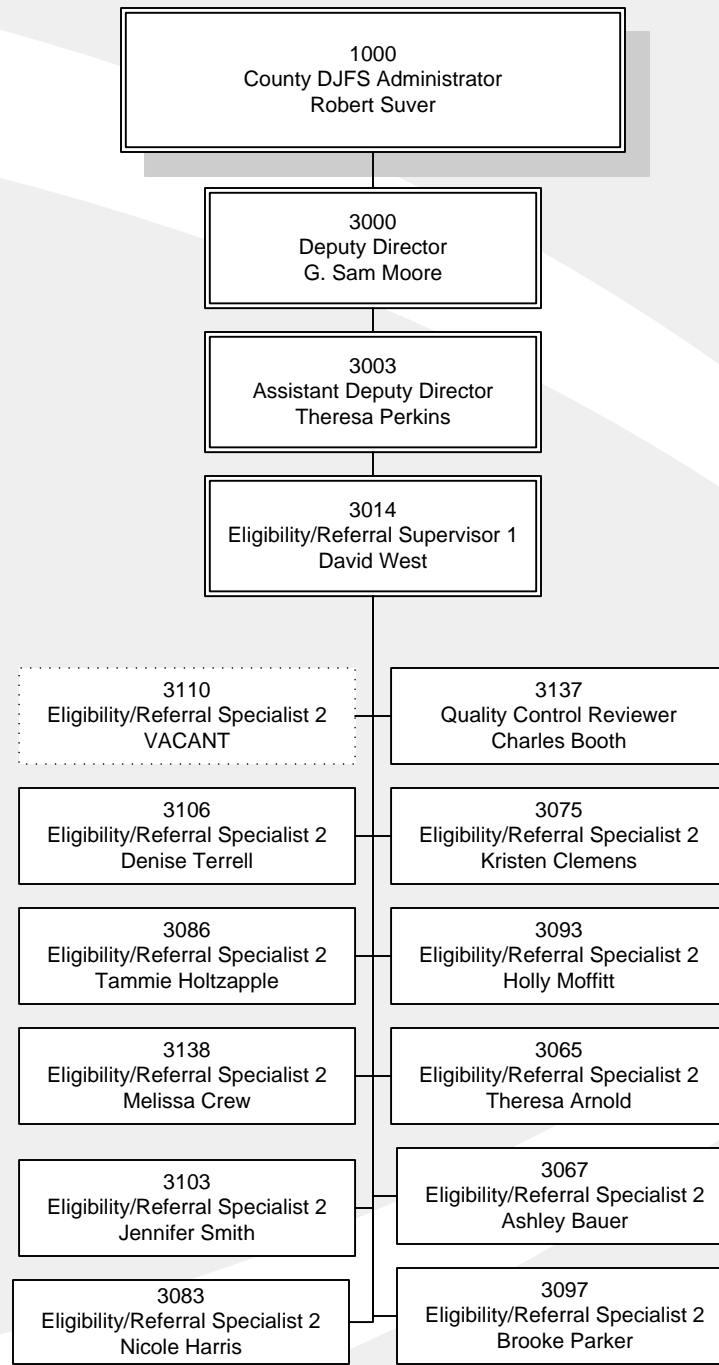 1000
County DJFS Administrator
Robert Suver
3000
Deputy Director
G. Sam Moore
3003
Assistant Deputy Director
Theresa Perkins
3014
Eligibility/Referral Supervisor 1
David West
3110
Eligibility/Referral Specialist 2
VACANT
3137
Quality Control Reviewer
Charles Booth
3106
Eligibility/Referral Specialist 2
Denise Terrell
3075
Eligibility/Referral Specialist 2
Kristen Clemens
3086
Eligibility/Referral Specialist 2
Tammie Holtzapple
3093
Eligibility/Referral Specialist 2
Holly Moffitt
3138
Eligibility/Referral Specialist 2
Melissa Crew
3065
Eligibility/Referral Specialist 2
Theresa Arnold
3103
Eligibility/Referral Specialist 2
Jennifer Smith
3067
Eligibility/Referral Specialist 2
Ashley Bauer
3083
Eligibility/Referral Specialist 2
Nicole Harris
3097
Eligibility/Referral Specialist 2
Brooke Parker